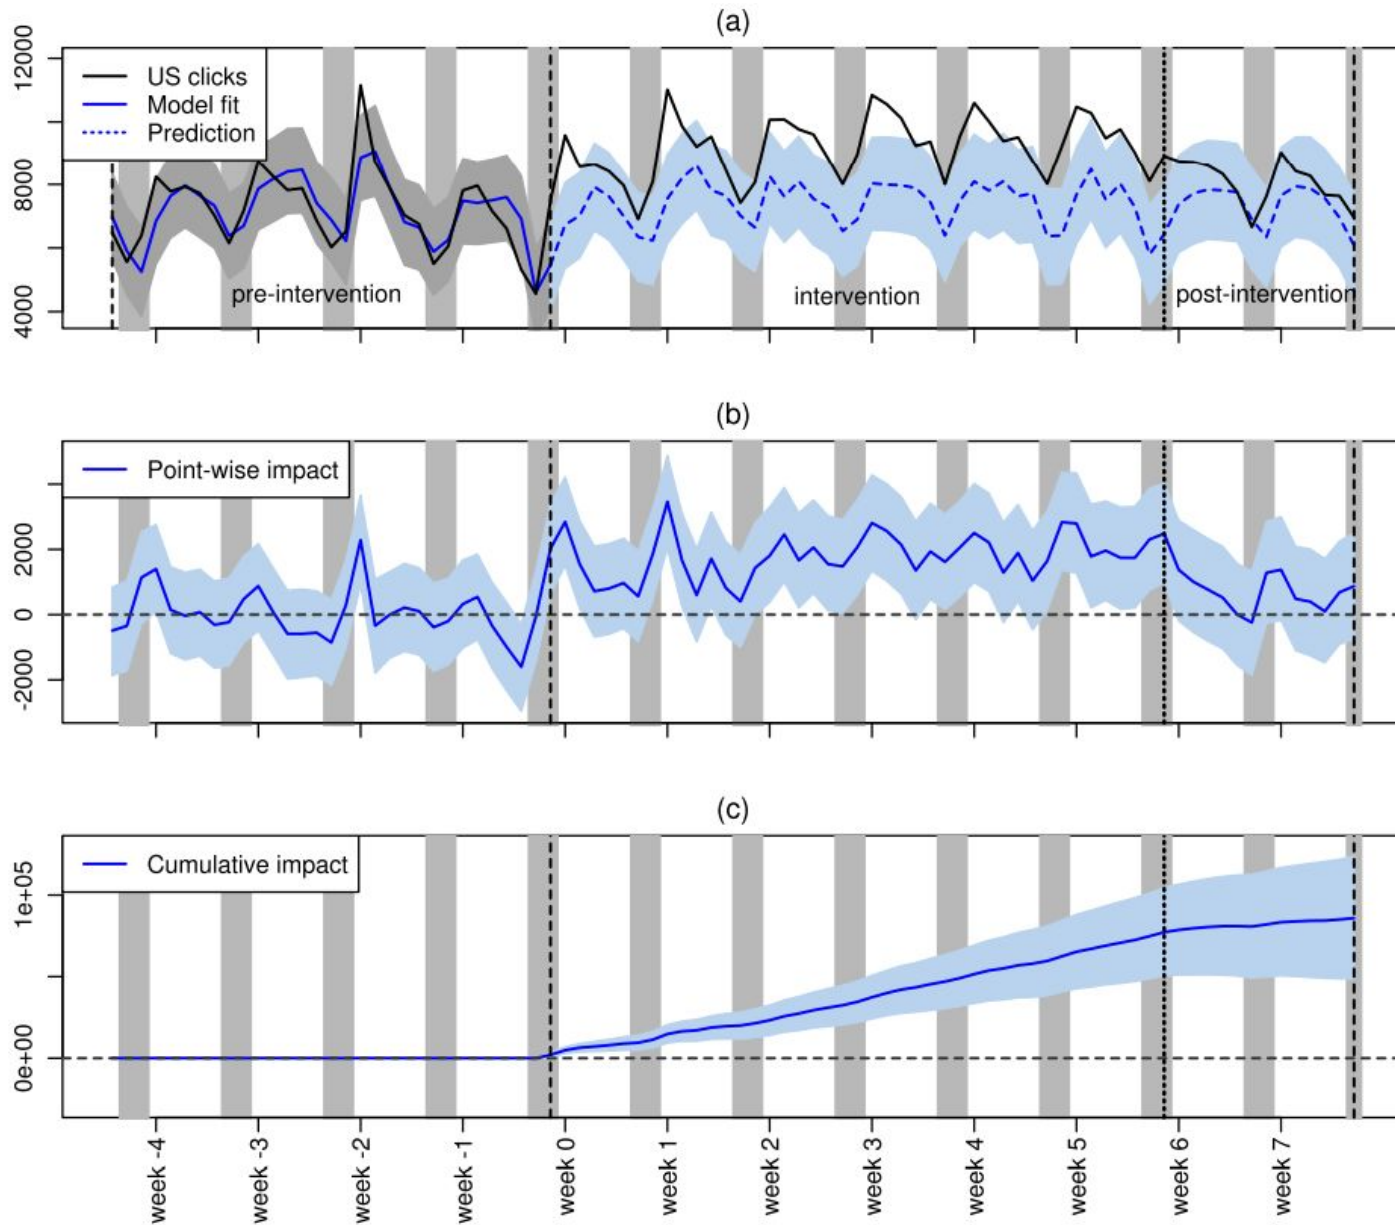 (a)
12000
8000
4000
US clicks
Model fit
Prediction
pre-intervention
intervention
post-intervention
(b)
2000
0
-2000
Point-wise impact
(c)
1e+05
0e+00
Cumulative impact
week -4
week -3
week -2
week -1
week 0
week 1
week 2
week 3
week 4
week 5
week 6
week 7